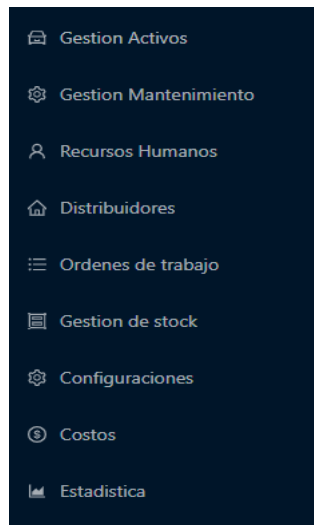 Gestion Activos
Gestion Mantenimiento
Recursos Humanos
Distribuidores
Ordenes de trabajo
Gestion de stock
Configuraciones
Costos
Estadistica